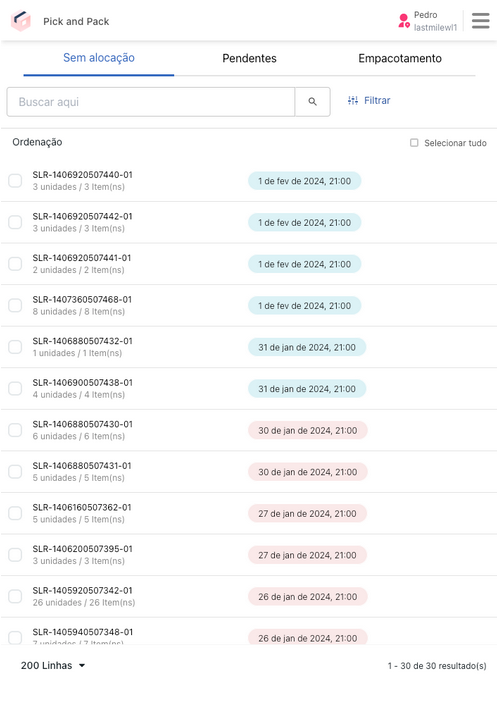 Pick and Pack
Pedro
lastmilewl1
Sem alocação Pendentes Empacotamento
Buscar aqui
Filtrar
Ordenação
Selecionar tudo
SLR-1406920507440-01
3 unidades / 3 Item(ns)
1 de fev de 2024, 21:00
SLR-1406920507442-01
3 unidades / 3 Item(ns)
1 de fev de 2024, 21:00
SLR-1406920507441-01
2 unidades / 2 Item(ns)
1 de fev de 2024, 21:00
SLR-1407360507468-01
8 unidades / 8 Item(ns)
1 de fev de 2024, 21:00
SLR-1406880507432-01
1 unidades / 1 Item(ns)
31 de jan de 2024, 21:00
SLR-1406900507438-01
4 unidades / 4 Item(ns)
31 de jan de 2024, 21:00
SLR-1406880507430-01
6 unidades / 6 Item(ns)
30 de jan de 2024, 21:00
SLR-1406880507431-01
5 unidades / 5 Item(ns)
30 de jan de 2024, 21:00
SLR-1406160507362-01
5 unidades / 5 Item(ns)
27 de jan de 2024, 21:00
SLR-1406200507395-01
3 unidades / 3 Item(ns)
27 de jan de 2024, 21:00
SLR-1405920507342-01
26 unidades / 26 Item(ns)
26 de jan de 2024, 21:00
SLR-1405940507348-01
7 unidades / 7 Item(ns)
26 de jan de 2024, 21:00
200 Linhas
1 - 30 de 30 resultado(s)